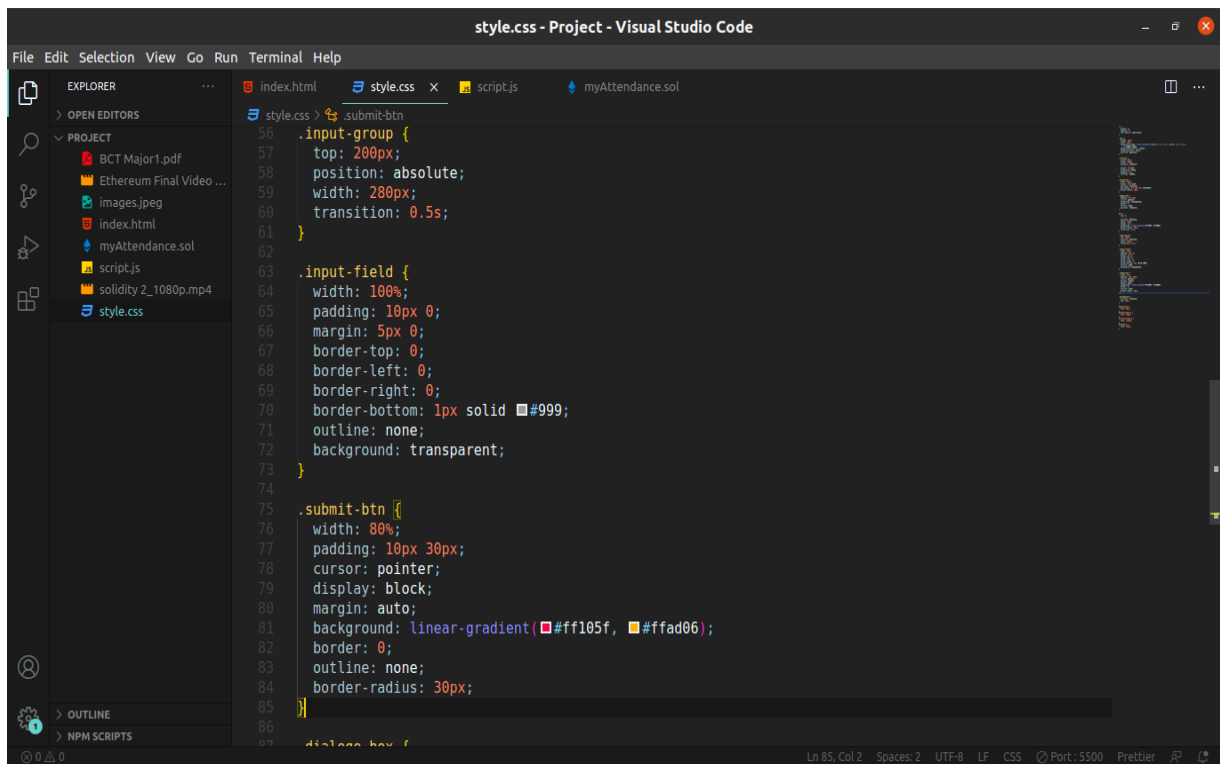 style.css - Project - Visual Studio Code
File Edit Selection View Go Run Terminal Help
EXPLORER
index.html style.css script.js myAttendance.sol
OPEN EDITORS
style.css > .submit-btn
PROJECT
BCT Major1.pdf
Ethereum Final Video ...
images.jpeg
index.html
myAttendance.sol
script.js
solidity 2_1080p.mp4
style.css
56 .input-group {
57 top: 200px;
58 position: absolute;
59 width: 280px;
60 transition: 0.5s;
61 }
62
63 .input-field {
64 width: 100%;
65 padding: 10px 0;
66 margin: 5px 0;
67 border-top: 0;
68 border-left: 0;
69 border-right: 0;
70 border-bottom: 1px solid #999;
71 outline: none;
72 background: transparent;
73 }
74
75 .submit-btn {
76 width: 80%;
77 padding: 10px 30px;
78 cursor: pointer;
79 display: block;
80 margin: auto;
81 background: linear-gradient(#ff105f, #ffad06);
82 border: 0;
83 outline: none;
84 border-radius: 30px;
85 }
86
87
OUTLINE
NPM SCRIPTS
1
0 0 Ln 85, Col 2 Spaces: 2 UTF-8 LF CSS Port : 5500 Prettier